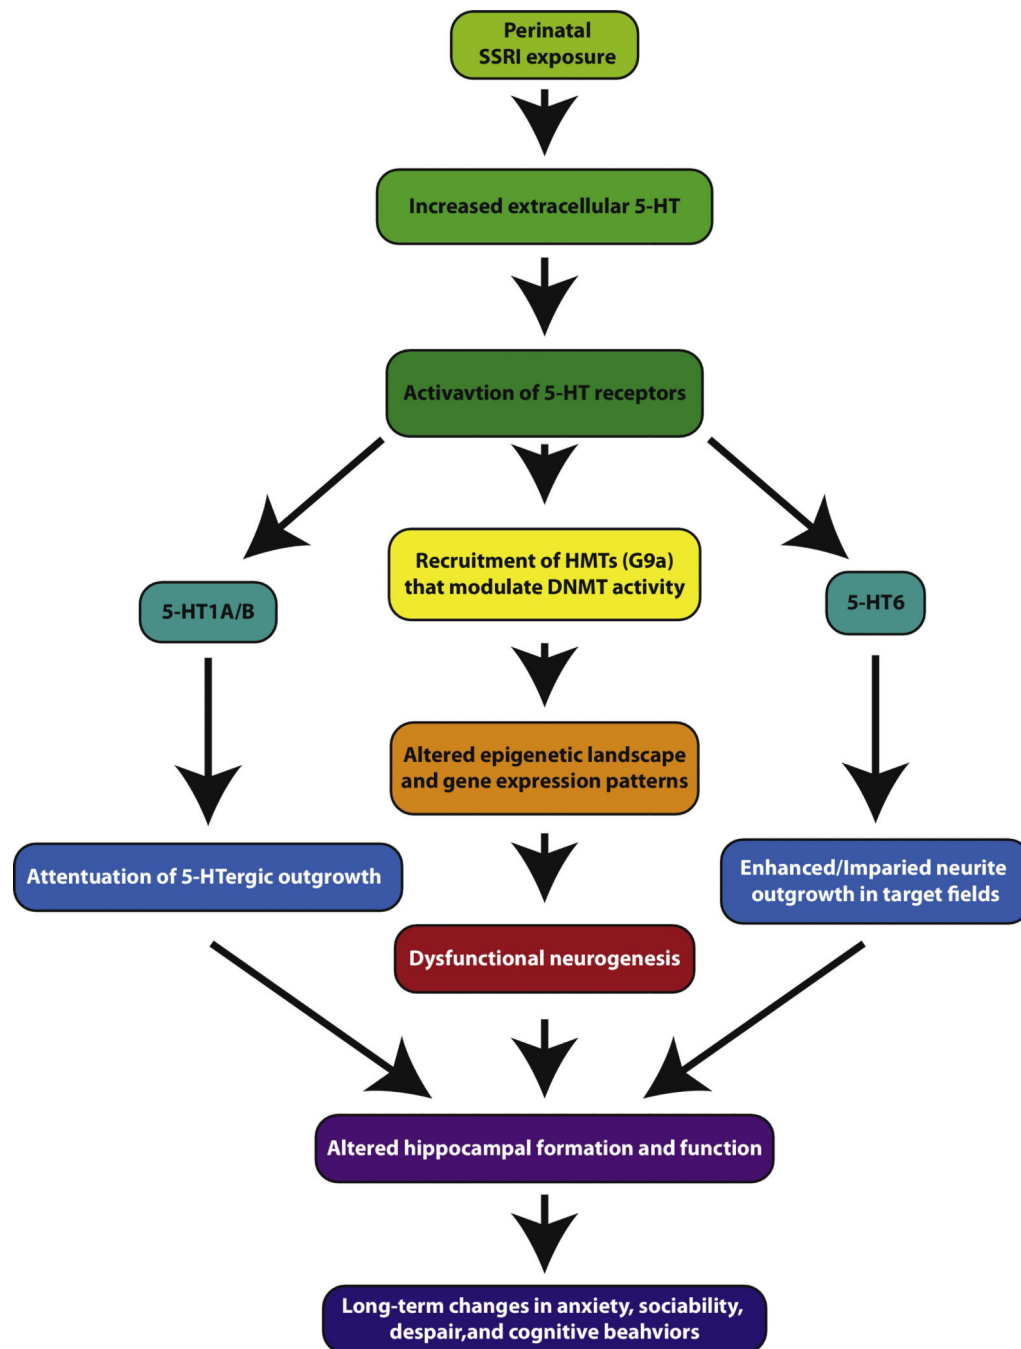 Perinatal
SSRI exposure
Increased extracellular 5-HT
Activavtion of 5-HT receptors
Recruitment of HMTs (G9a)
that modulate DNMT activity
5-HT1A/B
5-HT6
Altered epigenetic landscape
and gene expression patterns
Attentuation of 5-HTergic outgrowth
Enhanced/Imparied neurite
outgrowth in target fields
Dysfunctional neurogenesis
Altered hippocampal formation and function
Long-term changes in anxiety, sociability,
despair,and cognitive beahviors